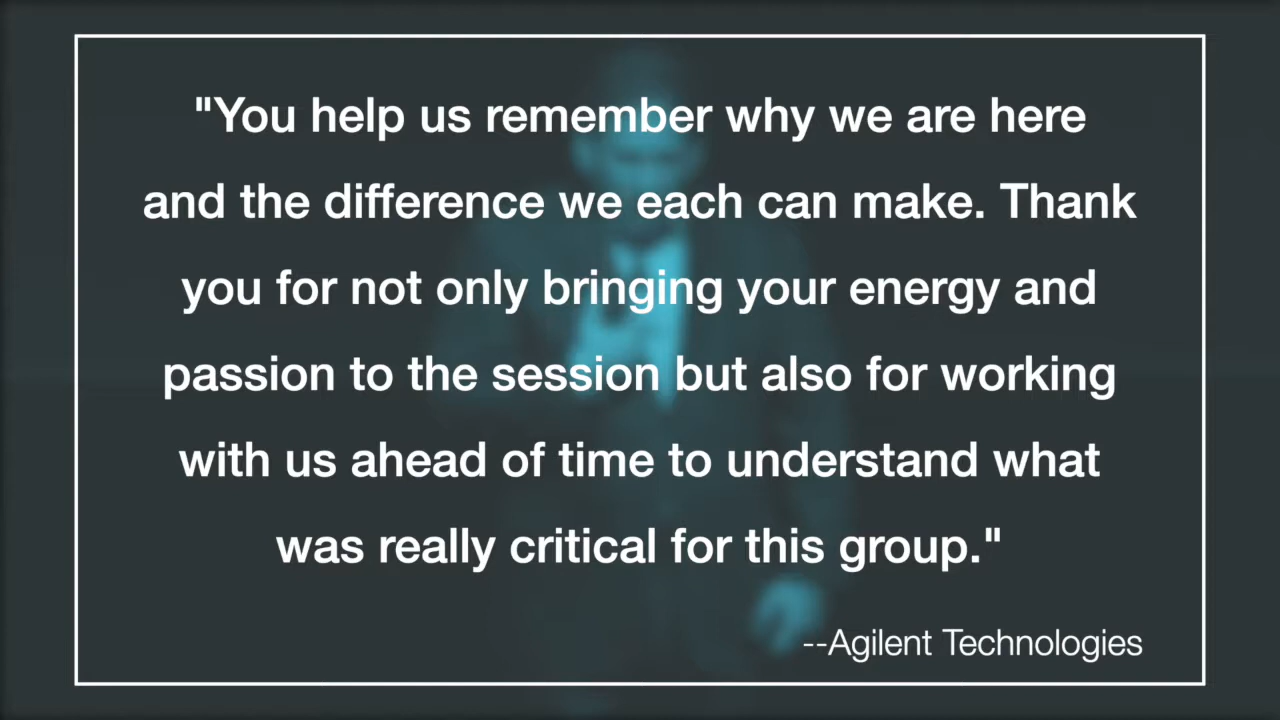 "You help us remember why we are here
and the difference we each can make. Thank
you for not only bringing your energy and
passion to the session but also for working
with us ahead of time to understand what
was really critical for this group."
--Agilent Technologies